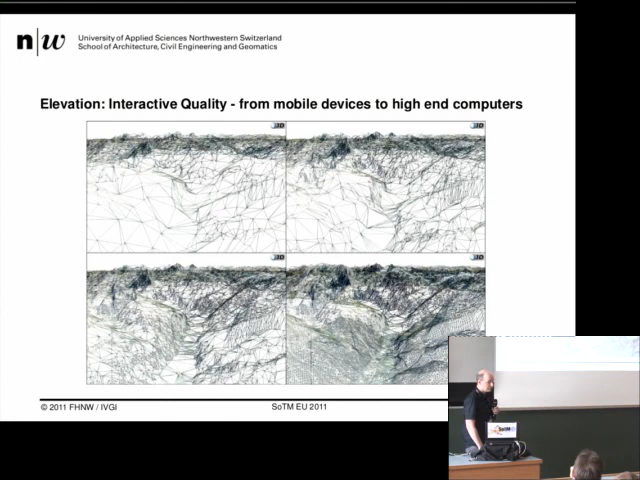 n w
University of Applied Sciences Northwestern Switzerland
School of Architecture, Civil Engineering and Geomatics
Elevation: Interactive Quality - from mobile devices to high end computers
© 2011 FHNW / IVGI
SoTM EU 2011